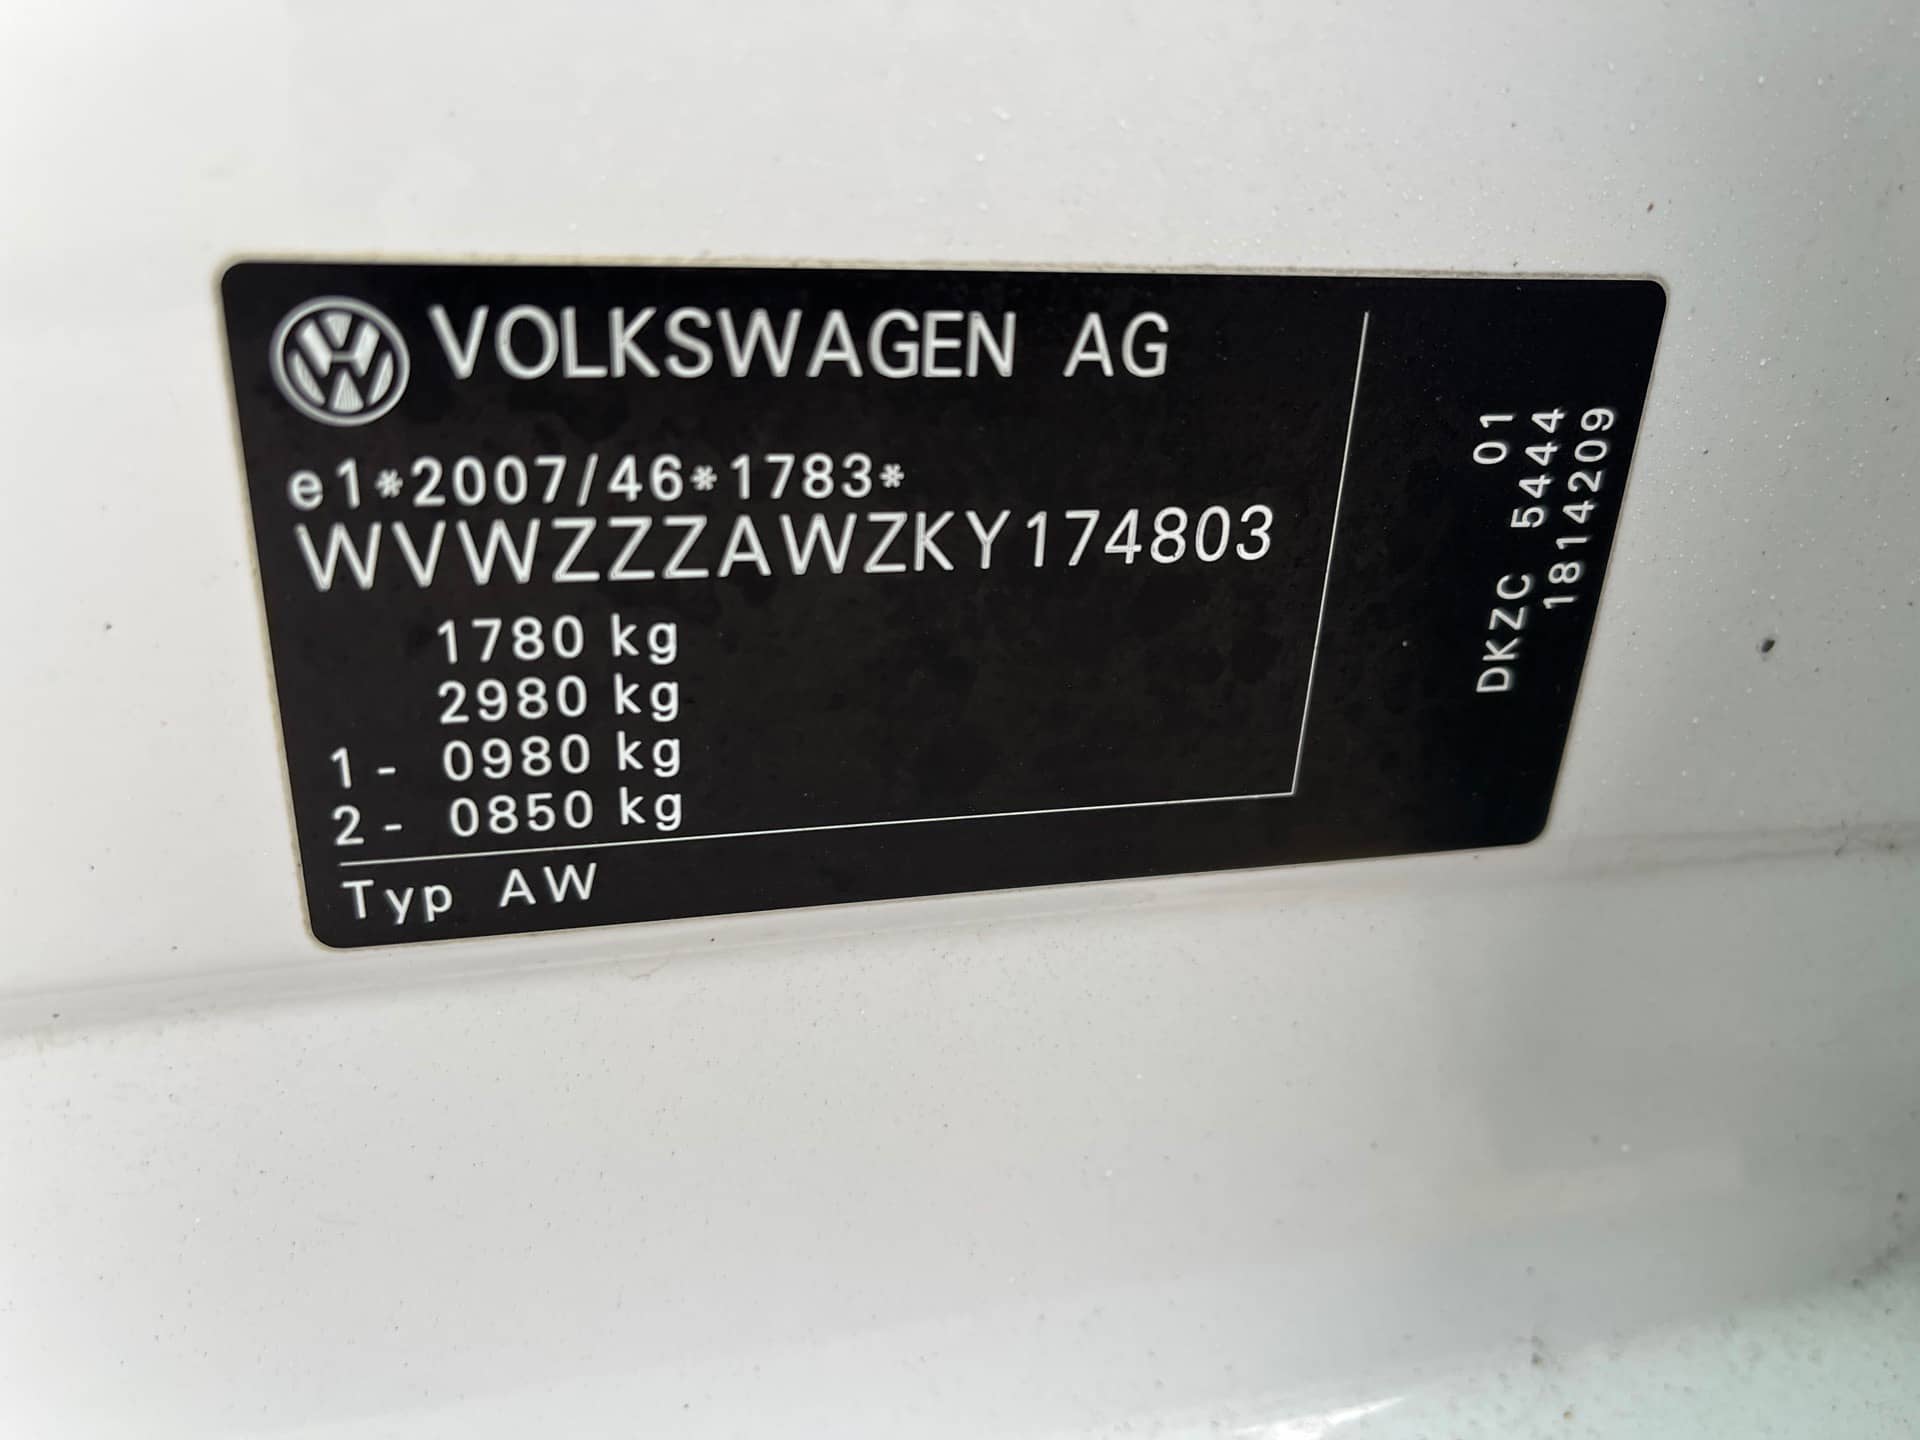 VOLKSWAGEN AG
e1*2007/46*1783*
WVWZZZAWZKY174803
1780 kg
2980 kg
1- 0980 kg
2- 0850 kg
Typ AW
DKZC 5444 01
1814209